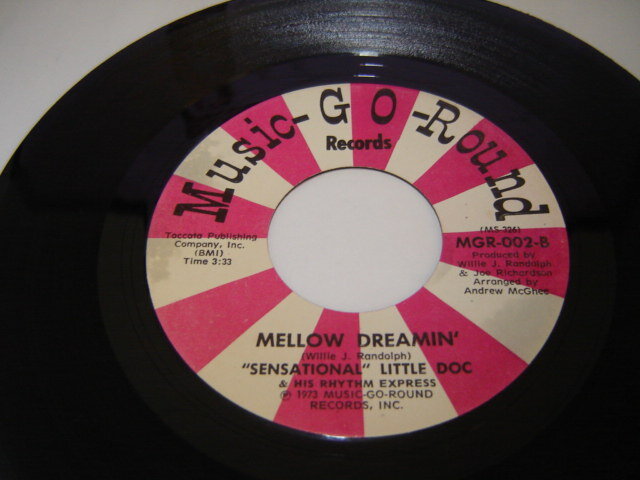 Music-GO-Round
Records
Toccata Publishing
Company, Inc.
(BMI)
Time 3:33
(MS-326)
MGR-002-B
Produced by
Willie J. Randolph
& Joe Richardson
Arranged by
Andrew McGhee
MELLOW DREAMIN'
(Willie J. Randolph)
"SENSATIONAL" LITTLE DOC
& HIS RHYTHM EXPRESS
℗ 1973 MUSIC-GO-ROUND
RECORDS, INC.